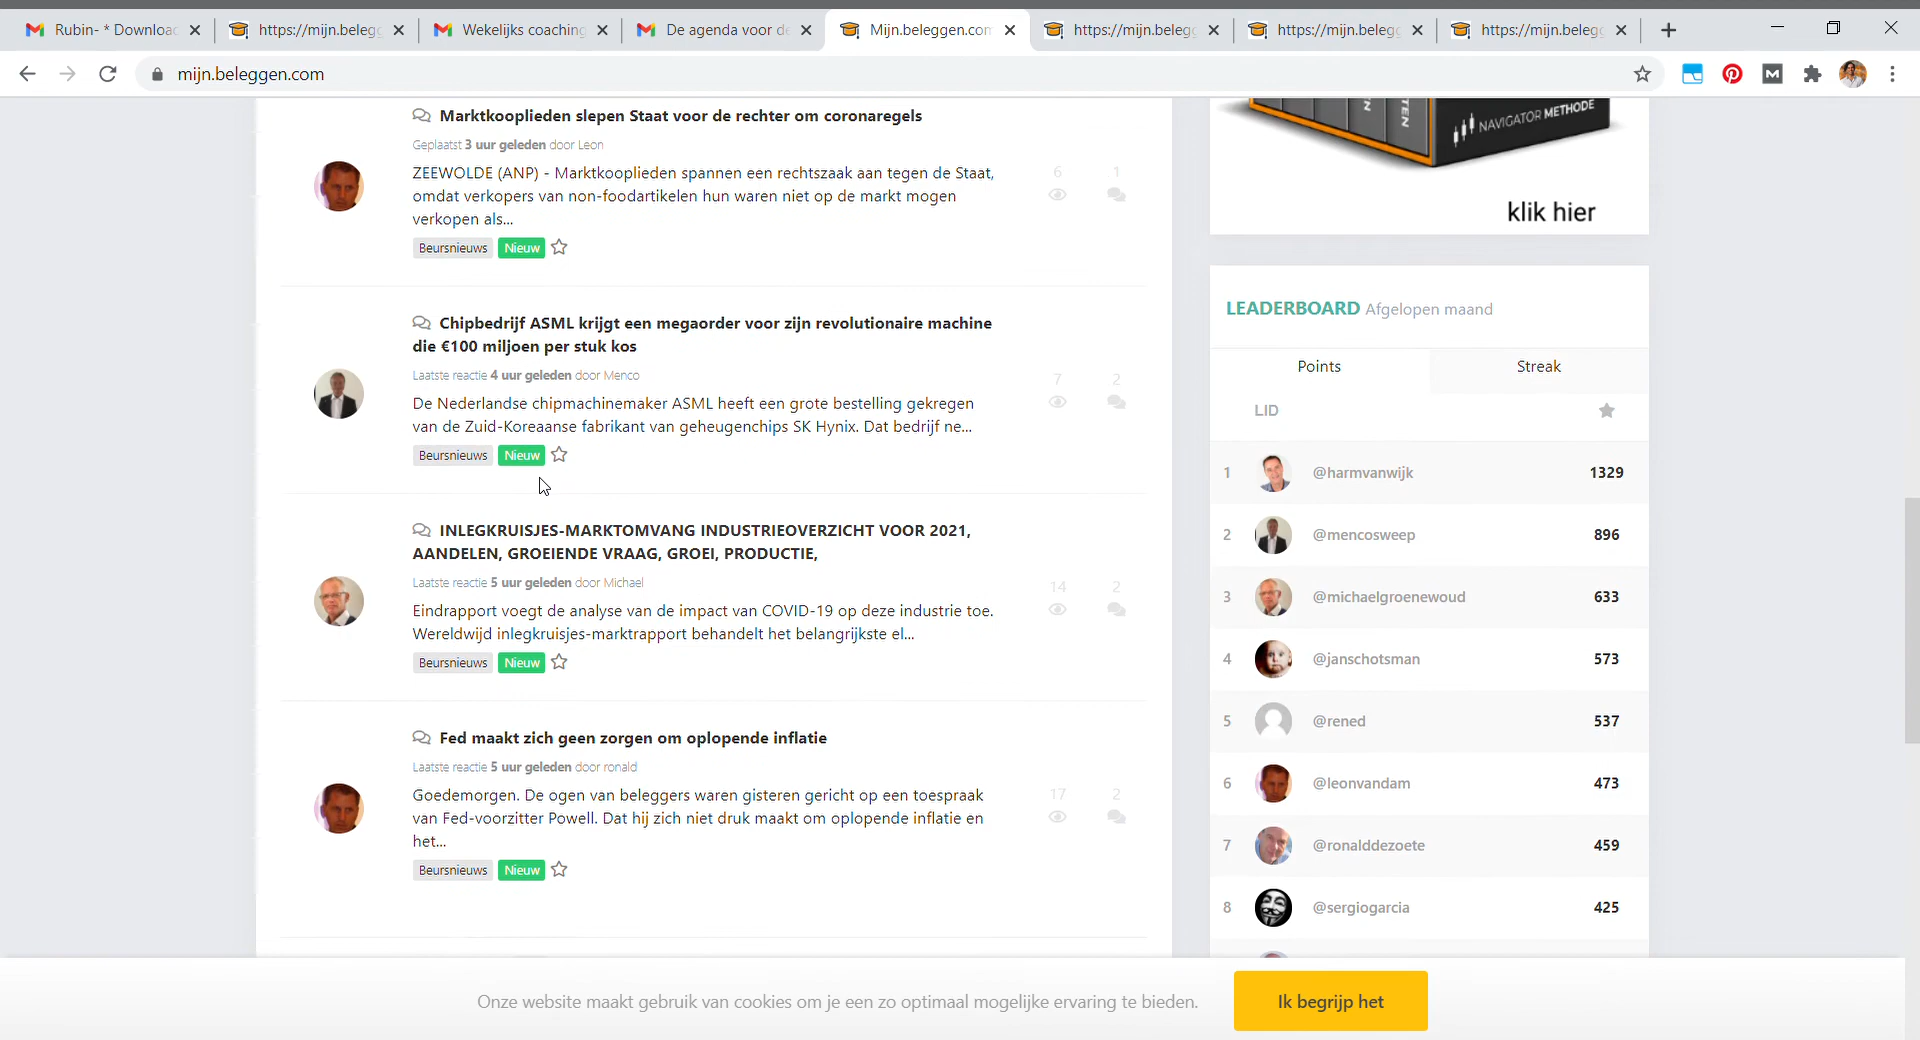 Rubin- * Downloac
https://mijn.belegg
Wekelijks coaching
De agenda voor de
Mijn.beleggen.com
https://mijn.belegg
https://mijn.belegg
https://mijn.belegg
mijn.beleggen.com
Marktkooplieden slepen Staat voor de rechter om coronaregels
Geplaatst 3 uur geleden door Leon
ZEEWOLDE (ANP) - Marktkooplieden spannen een rechtszaak aan tegen de Staat,
omdat verkopers van non-foodartikelen hun waren niet op de markt mogen
verkopen als...
6 1
Beursnieuws Nieuw
Chipbedrijf ASML krijgt een megaorder voor zijn revolutionaire machine
die €100 miljoen per stuk kos
Laatste reactie 4 uur geleden door Menco
De Nederlandse chipmachinemaker ASML heeft een grote bestelling gekregen
van de Zuid-Koreaanse fabrikant van geheugenchips SK Hynix. Dat bedrijf ne...
7 2
Beursnieuws Nieuw
INLEGKRUISJES-MARKTOMVANG INDUSTRIEOVERZICHT VOOR 2021,
AANDELEN, GROEIENDE VRAAG, GROEI, PRODUCTIE,
Laatste reactie 5 uur geleden door Michael
Eindrapport voegt de analyse van de impact van COVID-19 op deze industrie toe.
Wereldwijd inlegkruisjes-marktrapport behandelt het belangrijkste el...
14 2
Beursnieuws Nieuw
Fed maakt zich geen zorgen om oplopende inflatie
Laatste reactie 5 uur geleden door ronald
Goedemorgen. De ogen van beleggers waren gisteren gericht op een toespraak
van Fed-voorzitter Powell. Dat hij zich niet druk maakt om oplopende inflatie en
het...
17 2
Beursnieuws Nieuw
NAVIGATOR METHODE
klik hier
LEADERBOARD Afgelopen maand
Points Streak
LID
1 @harmvanwijk 1329
2 @mencosweep 896
3 @michaelgroenewoud 633
4 @janschotsman 573
5 @rened 537
6 @leonvandam 473
7 @ronalddezoete 459
8 @sergiogarcia 425
Onze website maakt gebruik van cookies om je een zo optimaal mogelijke ervaring te bieden.
Ik begrijp het